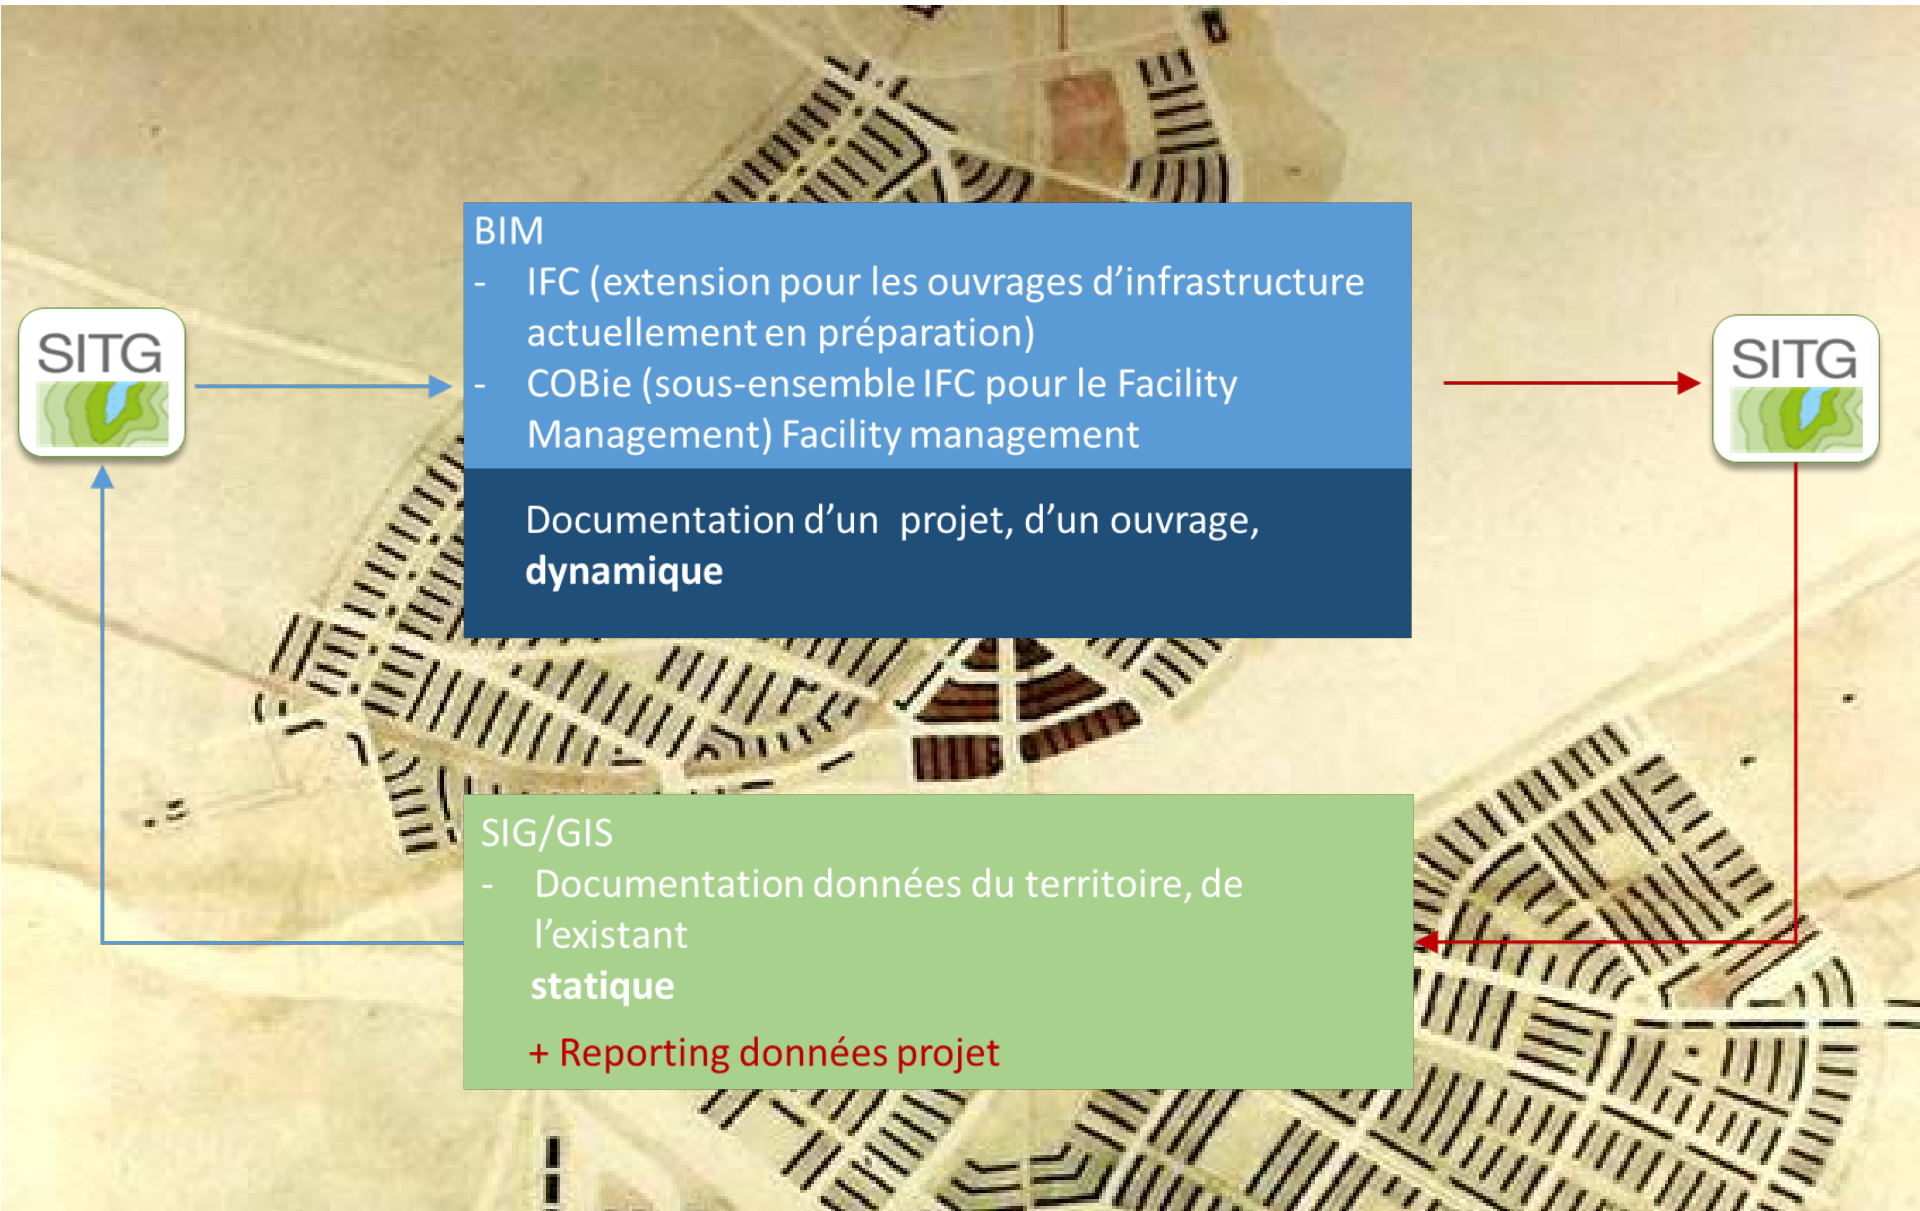 BIM
- IFC (extension pour les ouvrages d’infrastructure
actuellement en préparation)
SITG
SITG
- COBie (sous-ensemble IFC pour le Facility
Management) Facility management
Documentation d’un  projet, d’un ouvrage,
dynamique
SIG/GIS
- Documentation données du territoire, de
l’existant
statique
+ Reporting données projet